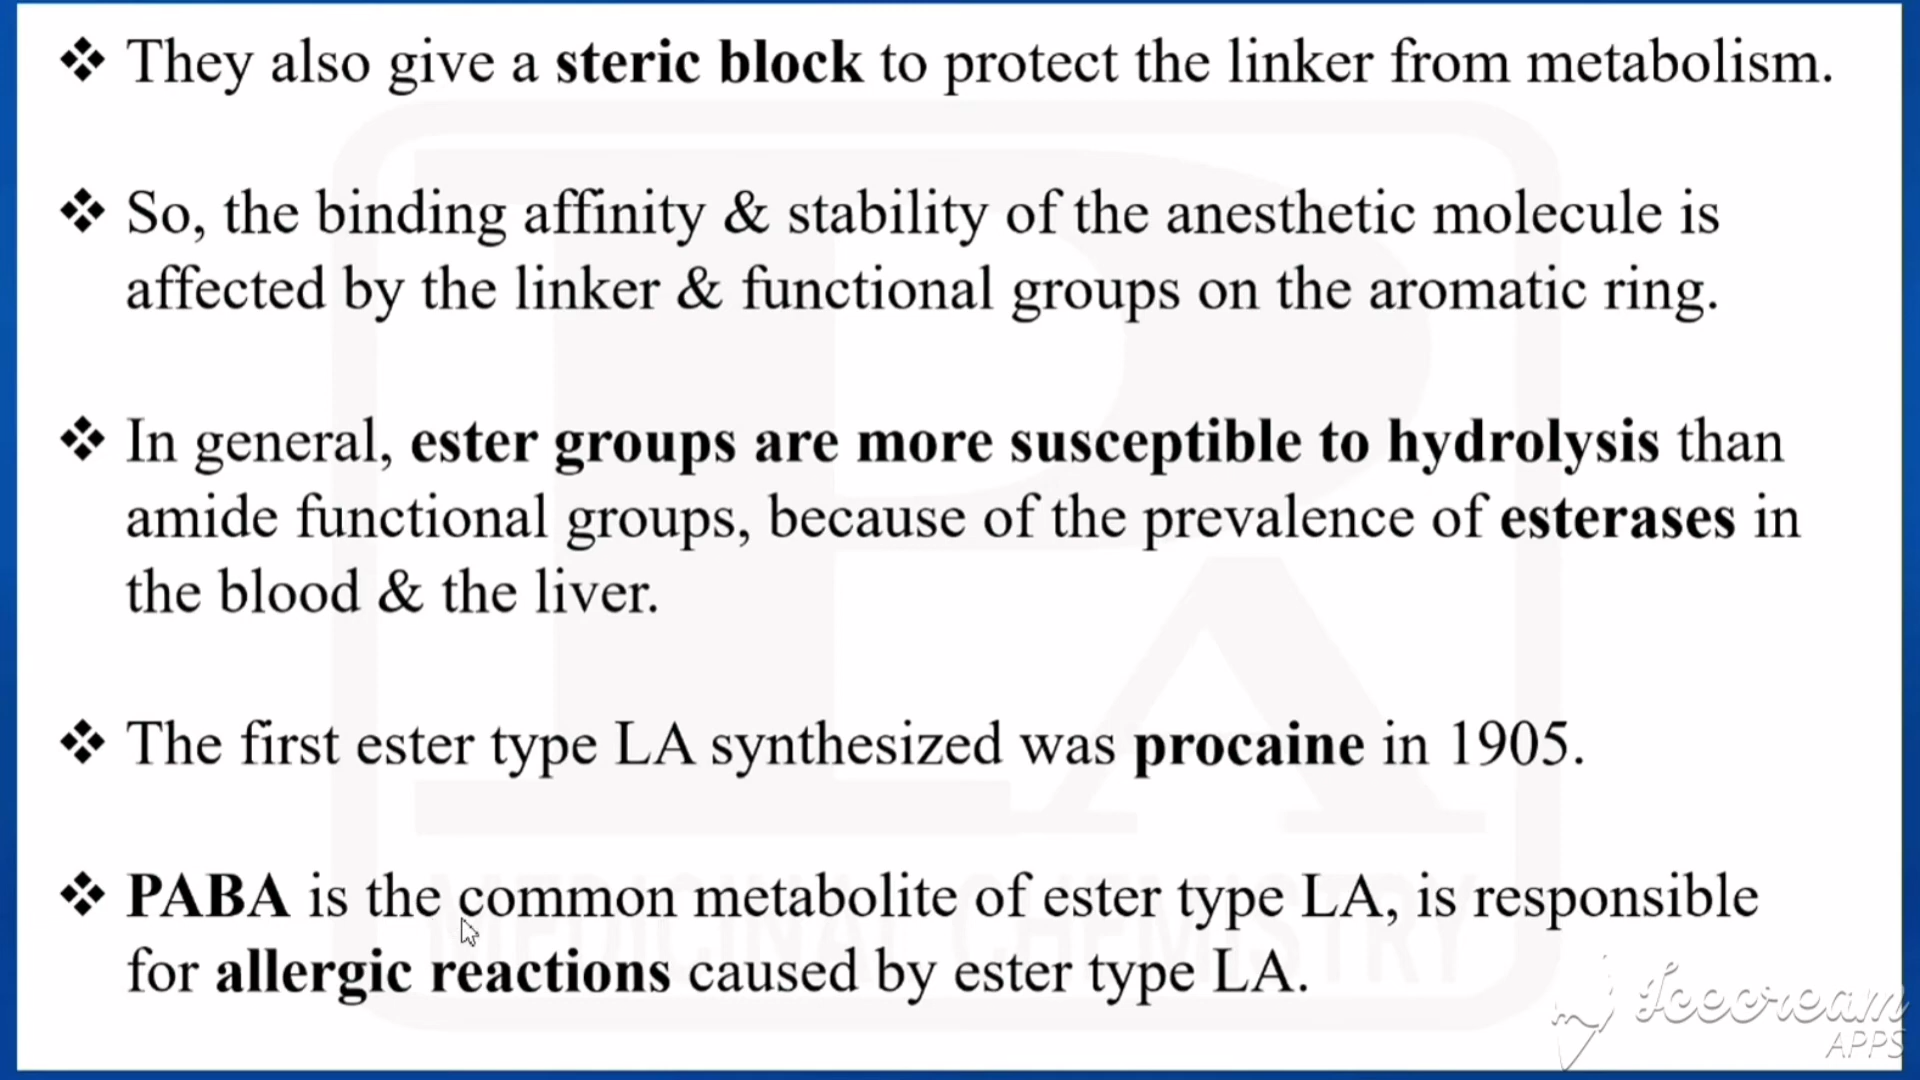 ❖ They also give a steric block to protect the linker from metabolism.
❖ So, the binding affinity & stability of the anesthetic molecule is
affected by the linker & functional groups on the aromatic ring.
❖ In general, ester groups are more susceptible to hydrolysis than
amide functional groups, because of the prevalence of esterases in
the blood & the liver.
❖ The first ester type LA synthesized was procaine in 1905.
❖ PABA is the common metabolite of ester type LA, is responsible
for allergic reactions caused by ester type LA.
MEDICINAL CHEMISTRY
Icecream
APPS